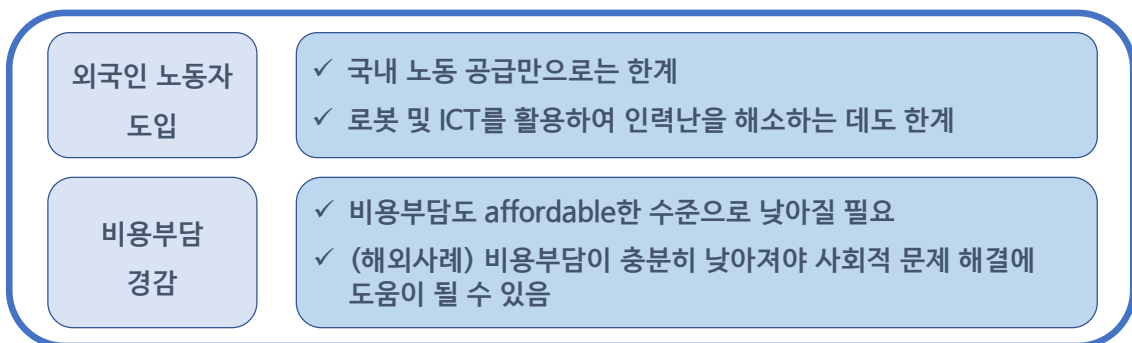 외국인 노동자
도입
✓ 국내 노동 공급만으로는 한계
✓ 로봇 및 ICT를 활용하여 인력난을 해소하는 데도 한계
비용부담
경감
✓ 비용부담도 affordable한 수준으로 낮아질 필요
✓ (해외사례) 비용부담이 충분히 낮아져야 사회적 문제 해결에
도움이 될 수 있음